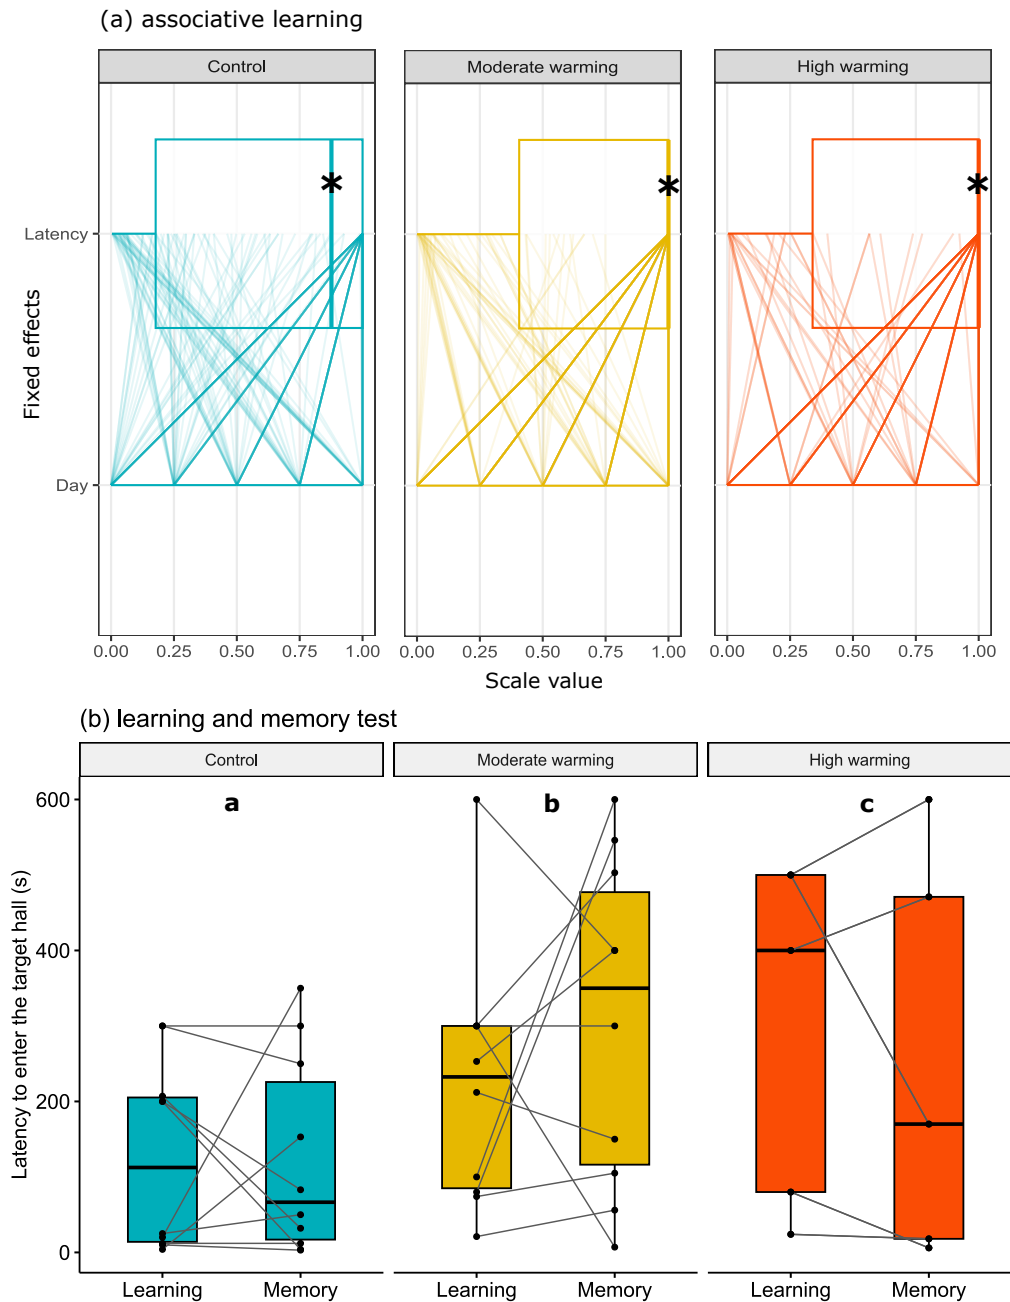 (a) associative learning
Control Moderate warming High warming
* * *
Latency
Fixed effects
Day
0.00 0.25 0.50 0.75 1.00 0.00 0.25 0.50 0.75 1.00 0.00 0.25 0.50 0.75 1.00
Scale value
(b) learning and memory test
Control Moderate warming High warming
a b c
600
400
Latency to enter the target hall (s)
200
0
Learning Memory Learning Memory Learning Memory